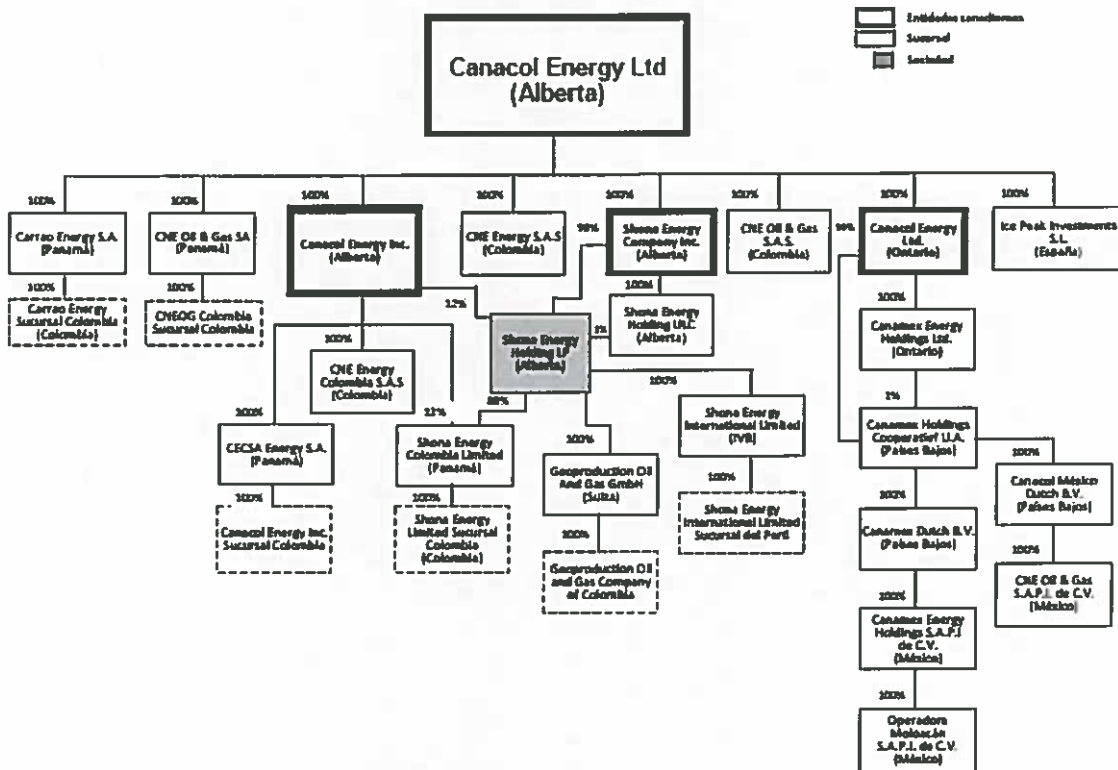 Entidades canadienses
Sucursal
Sociedad
Canacol Energy Ltd
(Alberta)
100%
100%
100%
100%
100%
100%
100%
100%
Carrao Energy S.A.
(Panamá)
CNE Oil & Gas SA
(Panamá)
Canacol Energy Inc.
(Alberta)
CNE Energy S.A.S
(Colombia)
98%
Shona Energy
Company Inc.
(Alberta)
CNE Oil & Gas
S.A.S.
(Colombia)
99%
Canacol Energy
Ltd.
(Ontario)
Ice Peak Investments
S.L.
(España)
100%
100%
100%
100%
Carrao Energy
Sucursal Colombia
(Colombia)
CNEOG Colombia
Sucursal Colombia
12%
Shona Energy
Holding LP
(Alberta)
1%
Shona Energy
Holding ULC
(Alberta)
Canamex Energy
Holdings Ltd.
(Ontario)
100%
CNE Energy
Colombia S.A.S
(Colombia)
88%
100%
1%
100%
CECSA Energy S.A.
(Panamá)
12%
Shona Energy
Colombia Limited
(Panamá)
100%
Geoproduction Oil
And Gas GmbH
(Suiza)
Shona Energy
International Limited
(IVB)
Canamex Holdings
Cooperatief U.A.
(Países Bajos)
100%
100%
100%
100%
100%
100%
Canacol Energy Inc.
Sucursal Colombia
Shona Energy
Limited Sucursal
Colombia
(Colombia)
Geoproduction Oil
and Gas Company
of Colombia
Shona Energy
International Limited
Sucursal del Perú
Canamex Dutch B.V.
(Países Bajos)
Canacol México
Dutch B.V.
(Países Bajos)
100%
100%
Canamex Energy
Holdings S.A.P.I
de C.V.
(México)
CNE Oil & Gas
S.A.P.I. de C.V.
(México)
100%
Operadora
Moloacán
S.A.P.I. de C.V.
(México)